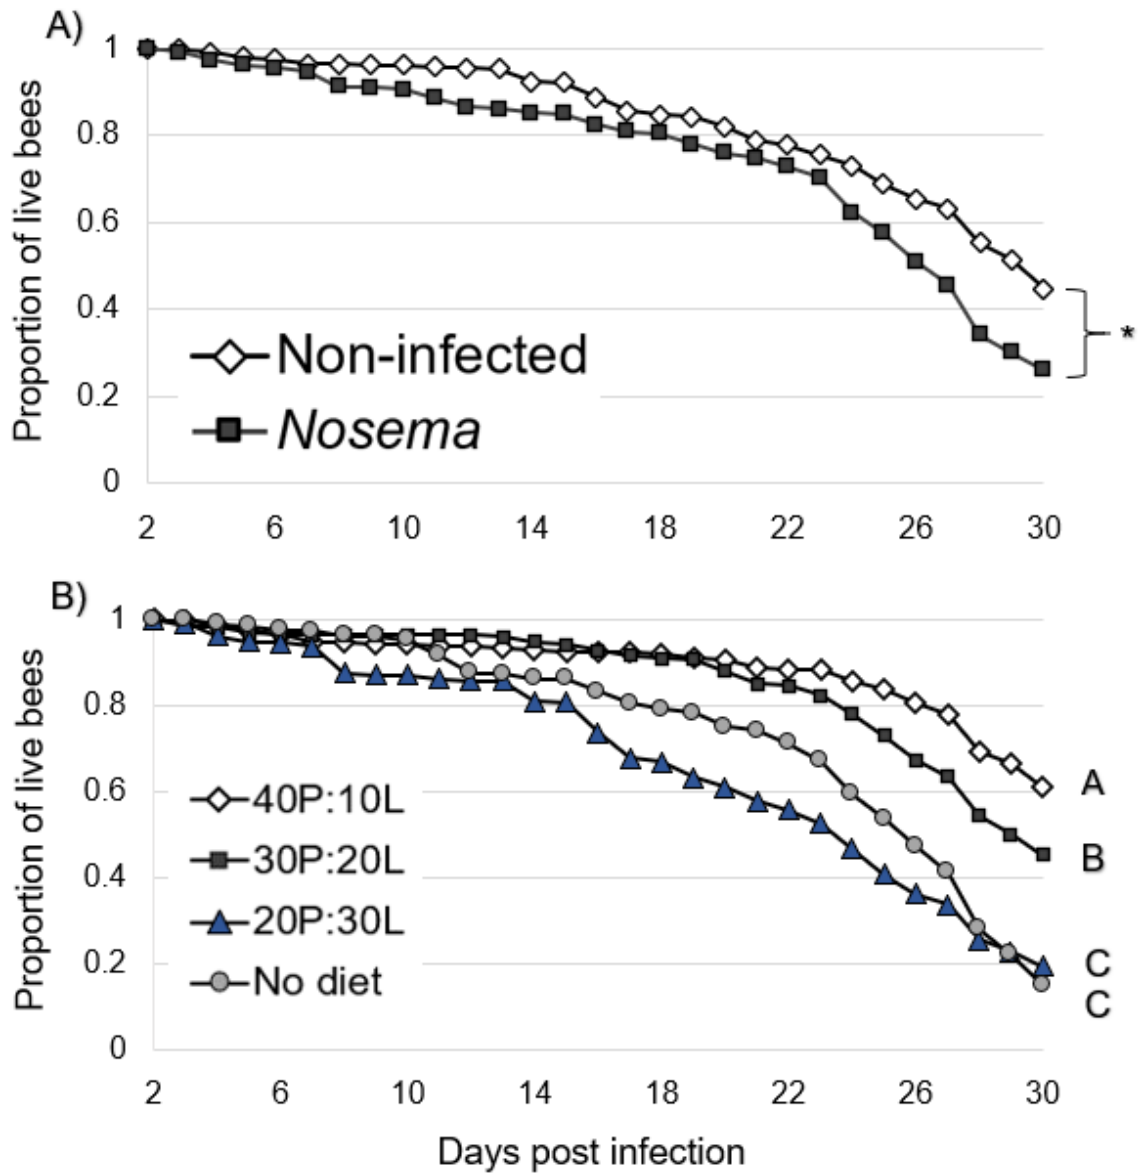 A)
Proportion of live bees
1
0.8
0.6
0.4
0.2
0
Non-infected
Nosema
*
2 6 10 14 18 22 26 30
B)
Proportion of live bees
1
0.8
0.6
0.4
0.2
0
40P:10L
30P:20L
20P:30L
No diet
A
B
C
C
2 6 10 14 18 22 26 30
Days post infection